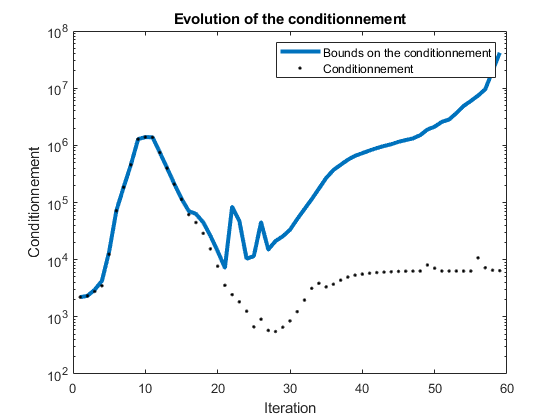 Evolution of the conditionnement
10^8
10^7
10^6
10^5
10^4
10^3
10^2
Conditionnement
Bounds on the conditionnement
Conditionnement
0 10 20 30 40 50 60
Iteration